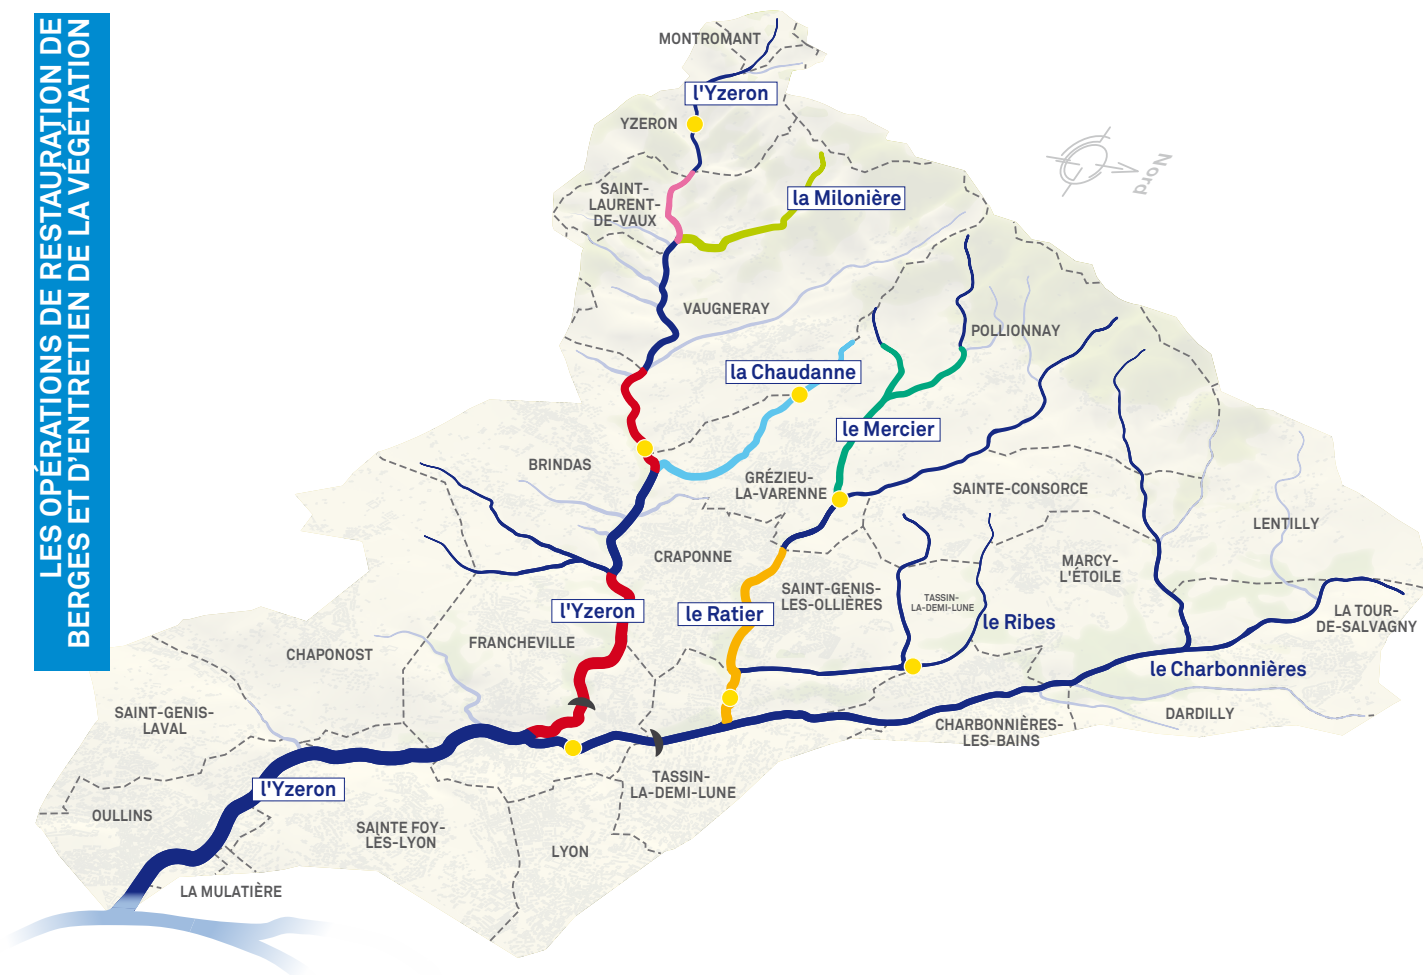 LES OPÉRATIONS DE RESTAURATION DE
BERGES ET D'ENTRETIEN DE LA VÉGÉTATION
MONTROMANT
l'Yzeron
YZERON
Nord
SAINT-
LAURENT-
DE-VAUX
la Milonière
VAUGNERAY
POLLIONNAY
la Chaudanne
le Mercier
BRINDAS
GRÉZIEU-
LA-VARENNE
SAINTE-CONSORCE
LENTILLY
CRAPONNE
MARCY-
L'ÉTOILE
SAINT-GENIS-
LES-OLLIÈRES
TASSIN-
LA-DEMI-LUNE
l'Yzeron
le Ratier
le Ribes
LA TOUR-
DE-SALVAGNY
FRANCHEVILLE
CHAPONOST
le Charbonnières
SAINT-GENIS-
LAVAL
DARDILLY
CHARBONNIÈRES-
LES-BAINS
l'Yzeron
TASSIN-
LA-DEMI-LUNE
OULLINS
SAINTE FOY-
LÈS-LYON
LYON
LA MULATIÈRE